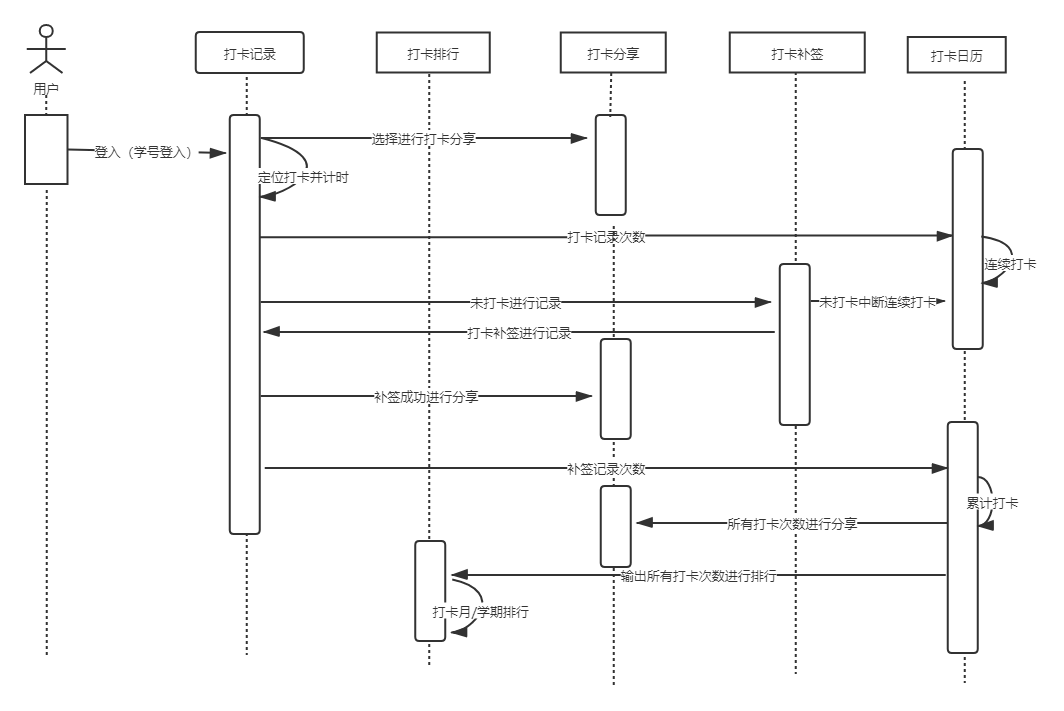 用户
打卡记录
打卡排行
打卡分享
打卡补签
打卡日历
登入（学号登入）
选择进行打卡分享
定位打卡并计时
打卡记录次数
连续打卡
未打卡进行记录
未打卡中断连续打卡
打卡补签进行记录
补签成功进行分享
补签记录次数
累计打卡
所有打卡次数进行分享
输出所有打卡次数进行排行
打卡月/学期排行